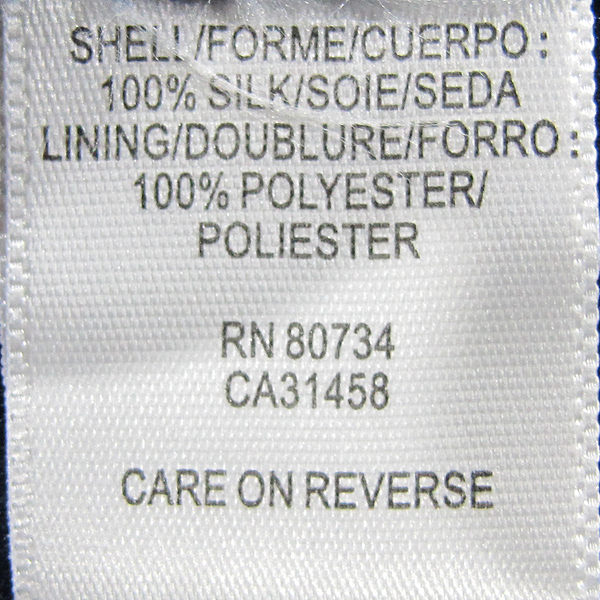 SHELL/FORME/CUERPO:
100% SILK/SOIE/SEDA
LINING/DOUBLURE/FORRO:
100% POLYESTER/
POLIESTER
RN 80734
CA31458
CARE ON REVERSE